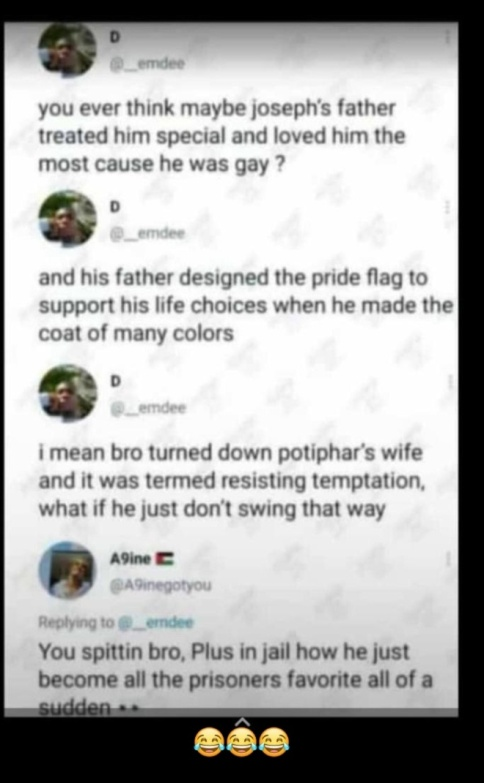 D
@__emdee
you ever think maybe joseph's father
treated him special and loved him the
most cause he was gay ?
D
@__emdee
and his father designed the pride flag to
support his life choices when he made the
coat of many colors
D
@__emdee
i mean bro turned down potiphar's wife
and it was termed resisting temptation,
what if he just don't swing that way
A9ine 🇵🇸
@A9inegotyou
Replying to @__emdee
You spittin bro, Plus in jail how he just
become all the prisoners favorite all of a
sudden 👀
😂😂😂